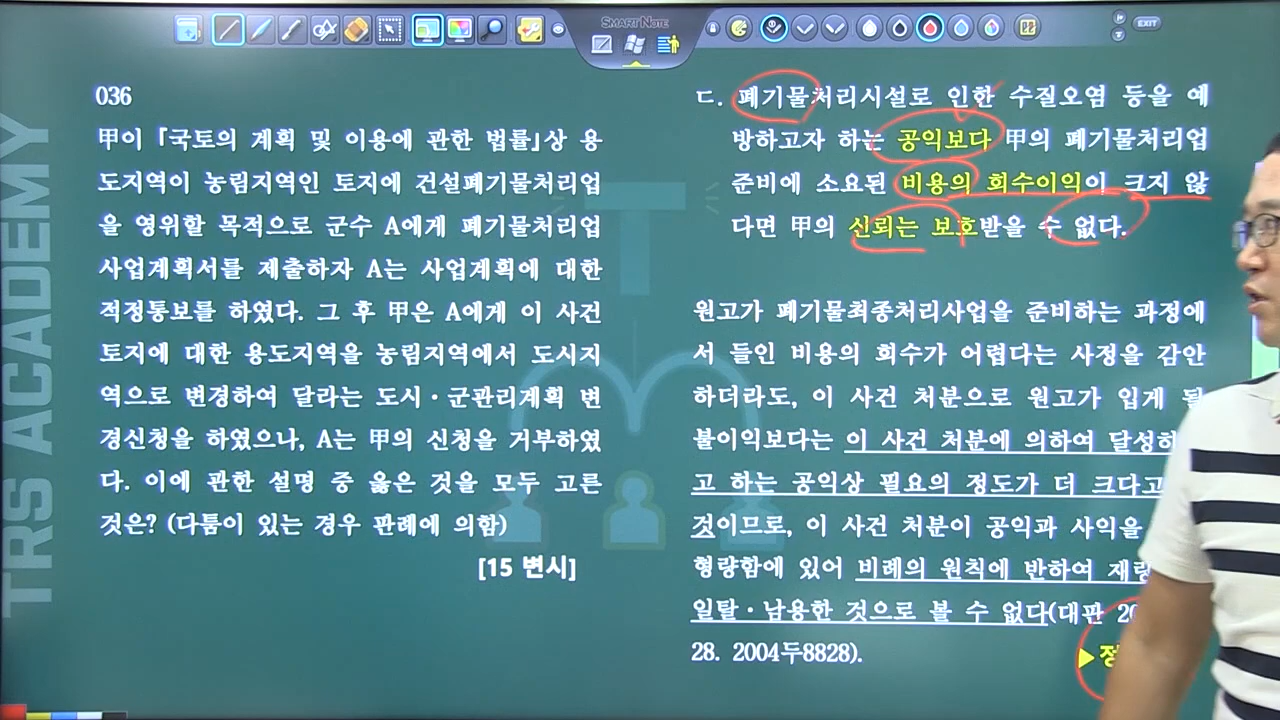 SMART NOTE
EXIT
TRS ACADEMY
036
甲이 「국토의 계획 및 이용에 관한 법률」상 용
도지역이 농림지역인 토지에 건설폐기물처리업
을 영위할 목적으로 군수 A에게 폐기물처리업
사업계획서를 제출하자 A는 사업계획에 대한
적정통보를 하였다. 그 후 甲은 A에게 이 사건
토지에 대한 용도지역을 농림지역에서 도시지
역으로 변경하여 달라는 도시·군관리계획 변
경신청을 하였으나, A는 甲의 신청을 거부하였
다. 이에 관한 설명 중 옳은 것을 모두 고른
것은? (다툼이 있는 경우 판례에 의함)
[15 변시]
ㄷ. 폐기물처리시설로 인한 수질오염 등을 예
방하고자 하는 공익보다 甲의 폐기물처리업
준비에 소요된 비용의 회수이익이 크지 않
다면 甲의 신뢰는 보호받을 수 없다.
원고가 폐기물최종처리사업을 준비하는 과정에
서 들인 비용의 회수가 어렵다는 사정을 감안
하더라도, 이 사건 처분으로 원고가 입게 될
불이익보다는 이 사건 처분에 의하여 달성하
고 하는 공익상 필요의 정도가 더 크다고
것이므로, 이 사건 처분이 공익과 사익을
형량함에 있어 비례의 원칙에 반하여 재량
일탈·남용한 것으로 볼 수 없다(대판 20
28. 2004두8828).
▶정